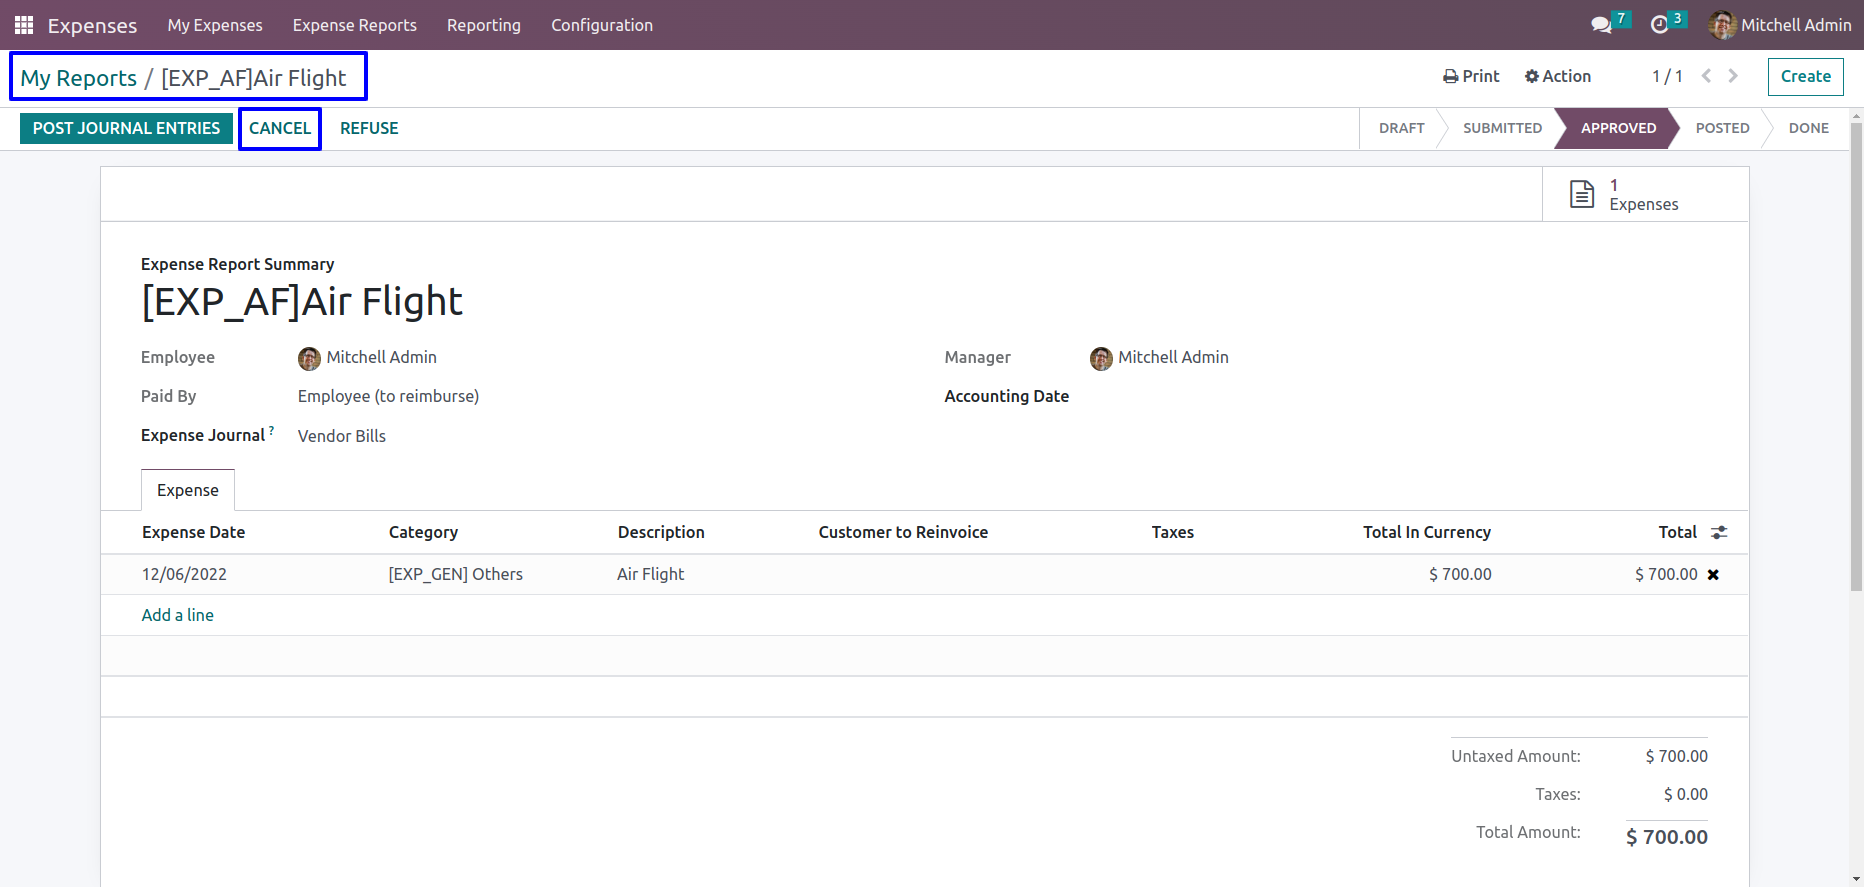 Expenses My Expenses Expense Reports Reporting Configuration 7 3 Mitchell Admin
My Reports / [EXP_AF]Air Flight Print Action 1 / 1 Create
POST JOURNAL ENTRIES CANCEL REFUSE DRAFT SUBMITTED APPROVED POSTED DONE
1
Expenses
Expense Report Summary
[EXP_AF]Air Flight
Employee Mitchell Admin Manager Mitchell Admin
Paid By Employee (to reimburse) Accounting Date
Expense Journal ? Vendor Bills
Expense
Expense Date Category Description Customer to Reinvoice Taxes Total In Currency Total
12/06/2022 [EXP_GEN] Others Air Flight $ 700.00 $ 700.00
Add a line
Untaxed Amount: $ 700.00
Taxes: $ 0.00
Total Amount: $ 700.00